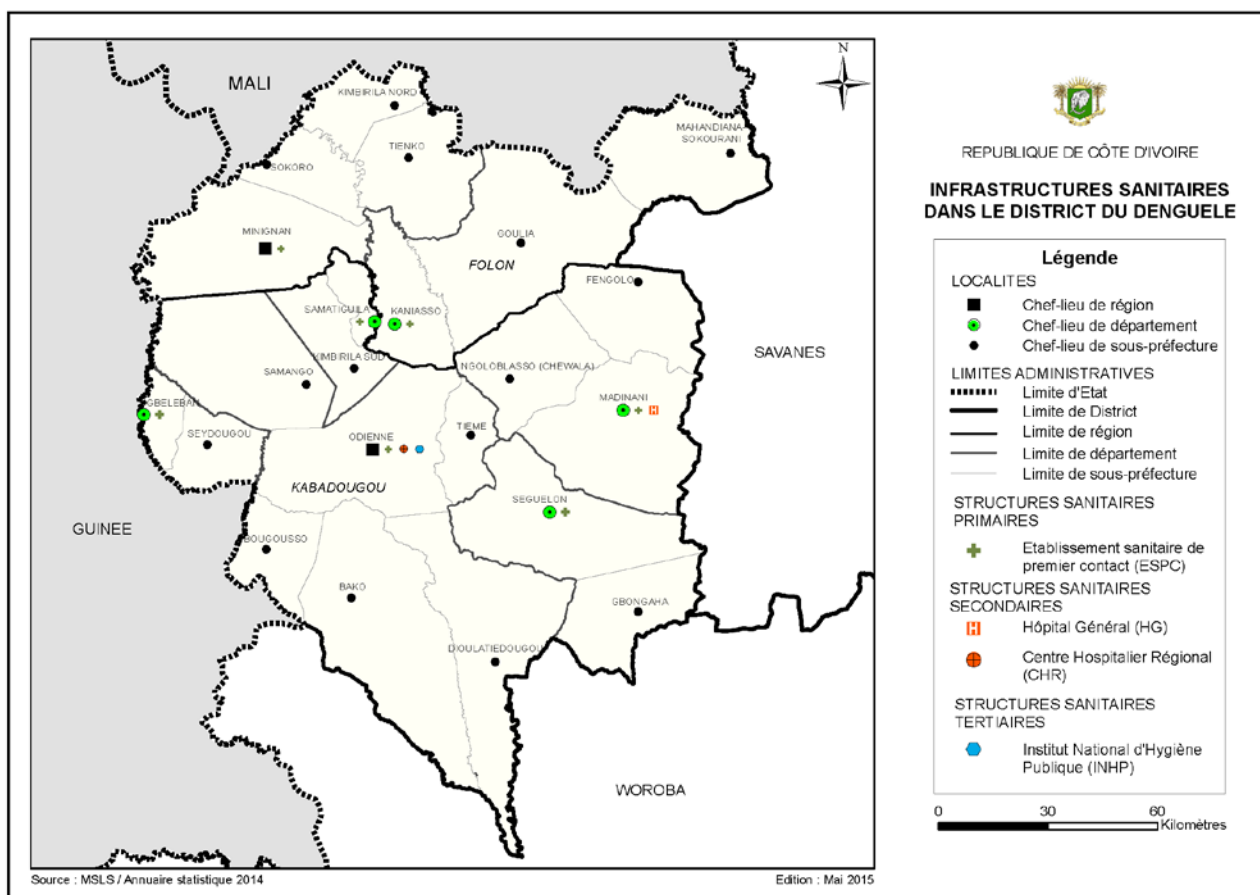 MALI
N
KIMBIRILA NORD
MAHANDIANA
SOKOURANI
TIENKO
SOKORO
MINIGNAN
GOULIA
FOLON
FENGOLO
SAMATIGUILA
KANIASSO
SAVANES
KIMBIRILA SUD
NGOLOBLASSO (CHEWALA)
SAMANGO
MADINANI
GBELEBAN
SEYDOUGOU
TIEME
ODIENNE
KABADOUGOU
SEGUELON
GUINEE
BOUGOUSSO
BAKO
GBONGAHA
DIOULATIEDOUGOU
WOROBA
Source : MSLS / Annuaire statistique 2014
Edition : Mai 2015
REPUBLIQUE DE CÔTE D'IVOIRE
INFRASTRUCTURES SANITAIRES
DANS LE DISTRICT DU DENGUELE
Légende
LOCALITES
Chef-lieu de région
Chef-lieu de département
Chef-lieu de sous-préfecture
LIMITES ADMINISTRATIVES
Limite d'Etat
Limite de District
Limite de région
Limite de département
Limite de sous-préfecture
STRUCTURES SANITAIRES
PRIMAIRES
Etablissement sanitaire de
premier contact (ESPC)
STRUCTURES SANITAIRES
SECONDAIRES
H Hôpital Général (HG)
Centre Hospitalier Régional
(CHR)
STRUCTURES SANITAIRES
TERTIAIRES
Institut National d'Hygiène
Publique (INHP)
0 30 60
Kilomètres